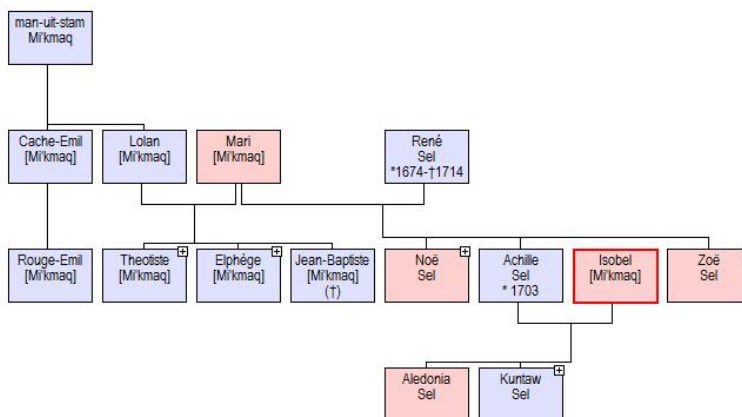 man-uit-stam
Mi'kmaq
Cache-Emil
[Mi'kmaq]
Lolan
[Mi'kmaq]
Mari
[Mi'kmaq]
René
Sel
*1674-†1714
Rouge-Emil
[Mi'kmaq]
Theotiste
[Mi'kmaq]
Elphége
[Mi'kmaq]
Jean-Baptiste
[Mi'kmaq]
(†)
Noë
Sel
Achille
Sel
* 1703
Isobel
[Mi'kmaq]
Zoë
Sel
Aledonia
Sel
Kuntaw
Sel